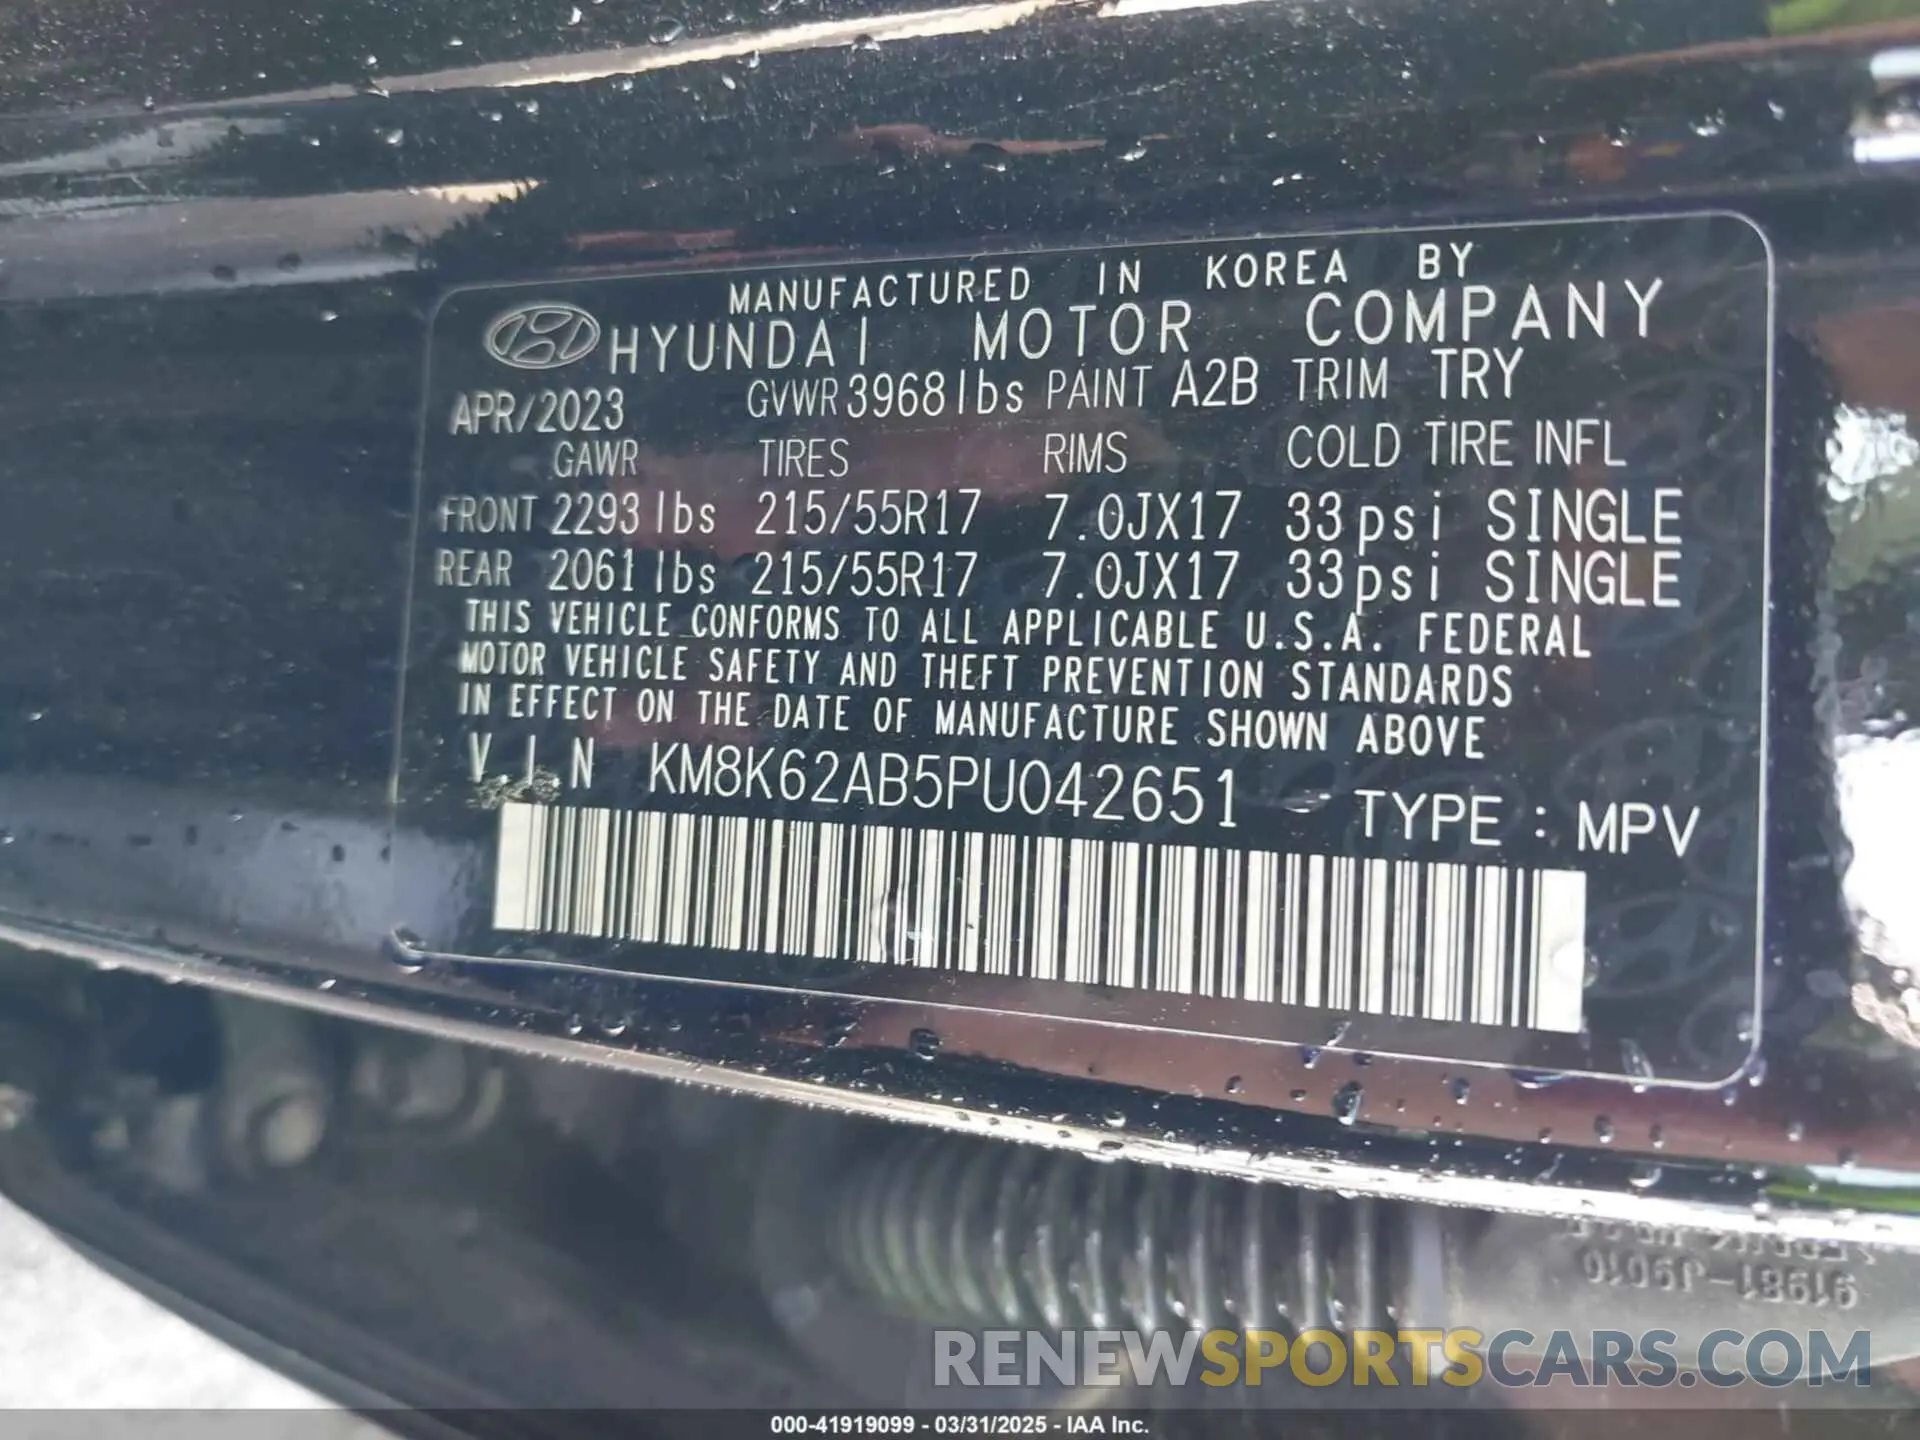 MANUFACTURED IN KOREA BY
HYUNDAI MOTOR COMPANY
APR/2023 GVWR 3968lbs PAINT A2B TRIM TRY
GAWR TIRES RIMS COLD TIRE INFL
FRONT 2293lbs 215/55R17 7.0JX17 33psi SINGLE
REAR 2061lbs 215/55R17 7.0JX17 33psi SINGLE
THIS VEHICLE CONFORMS TO ALL APPLICABLE U.S.A. FEDERAL
MOTOR VEHICLE SAFETY AND THEFT PREVENTION STANDARDS
IN EFFECT ON THE DATE OF MANUFACTURE SHOWN ABOVE
V I N KM8K62AB5PU042651 TYPE : MPV
91981-J9010
RENEWSPORTSCARS.COM
000-41919099 - 03/31/2025 - IAA Inc.